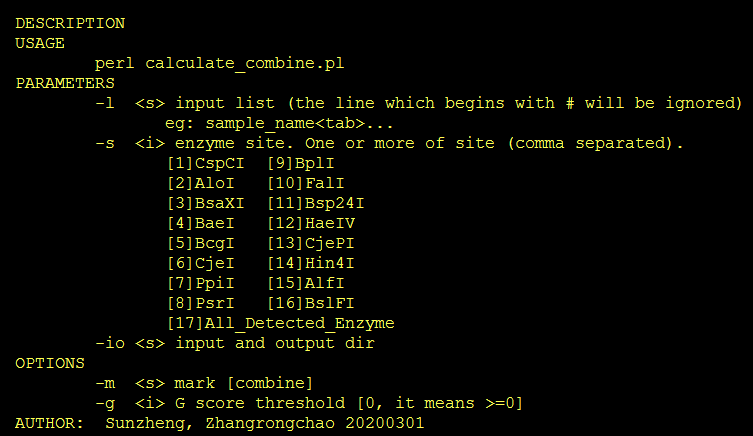 DESCRIPTION
USAGE
perl calculate_combine.pl
PARAMETERS
-l <s> input list (the line which begins with # will be ignored)
eg: sample_name<tab>...
-s <i> enzyme site. One or more of site (comma separated).
[1]CspCI [9]BplI
[2]AloI [10]FalI
[3]BsaXI [11]Bsp24I
[4]BaeI [12]HaeIV
[5]BcgI [13]CjePI
[6]CjeI [14]Hin4I
[7]PpiI [15]AlfI
[8]PsrI [16]BslFI
[17]All_Detected_Enzyme
-io <s> input and output dir
OPTIONS
-m <s> mark [combine]
-g <i> G score threshold [0, it means >=0]
AUTHOR: Sunzheng, Zhangrongchao 20200301